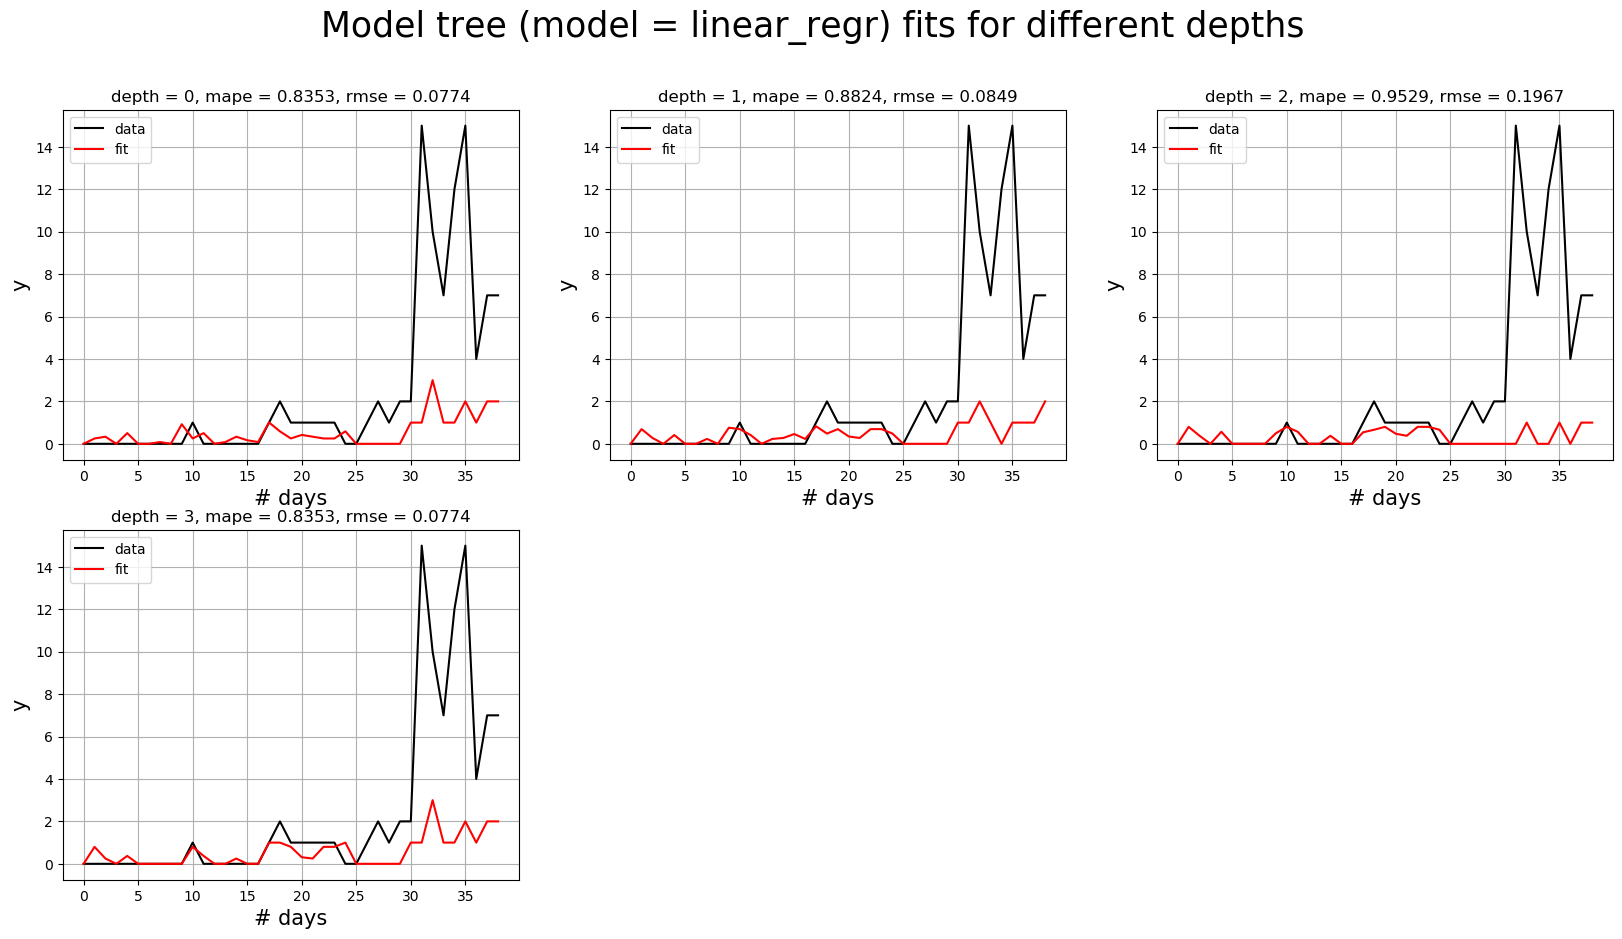 Model tree (model = linear_regr) fits for different depths
depth = 0, mape = 0.8353, rmse = 0.0774
data
fit
14
12
10
8
6
4
2
0
y
0 5 10 15 20 25 30 35
# days
depth = 1, mape = 0.8824, rmse = 0.0849
data
fit
14
12
10
8
6
4
2
0
y
0 5 10 15 20 25 30 35
# days
depth = 2, mape = 0.9529, rmse = 0.1967
data
fit
14
12
10
8
6
4
2
0
y
0 5 10 15 20 25 30 35
# days
depth = 3, mape = 0.8353, rmse = 0.0774
data
fit
14
12
10
8
6
4
2
0
y
0 5 10 15 20 25 30 35
# days